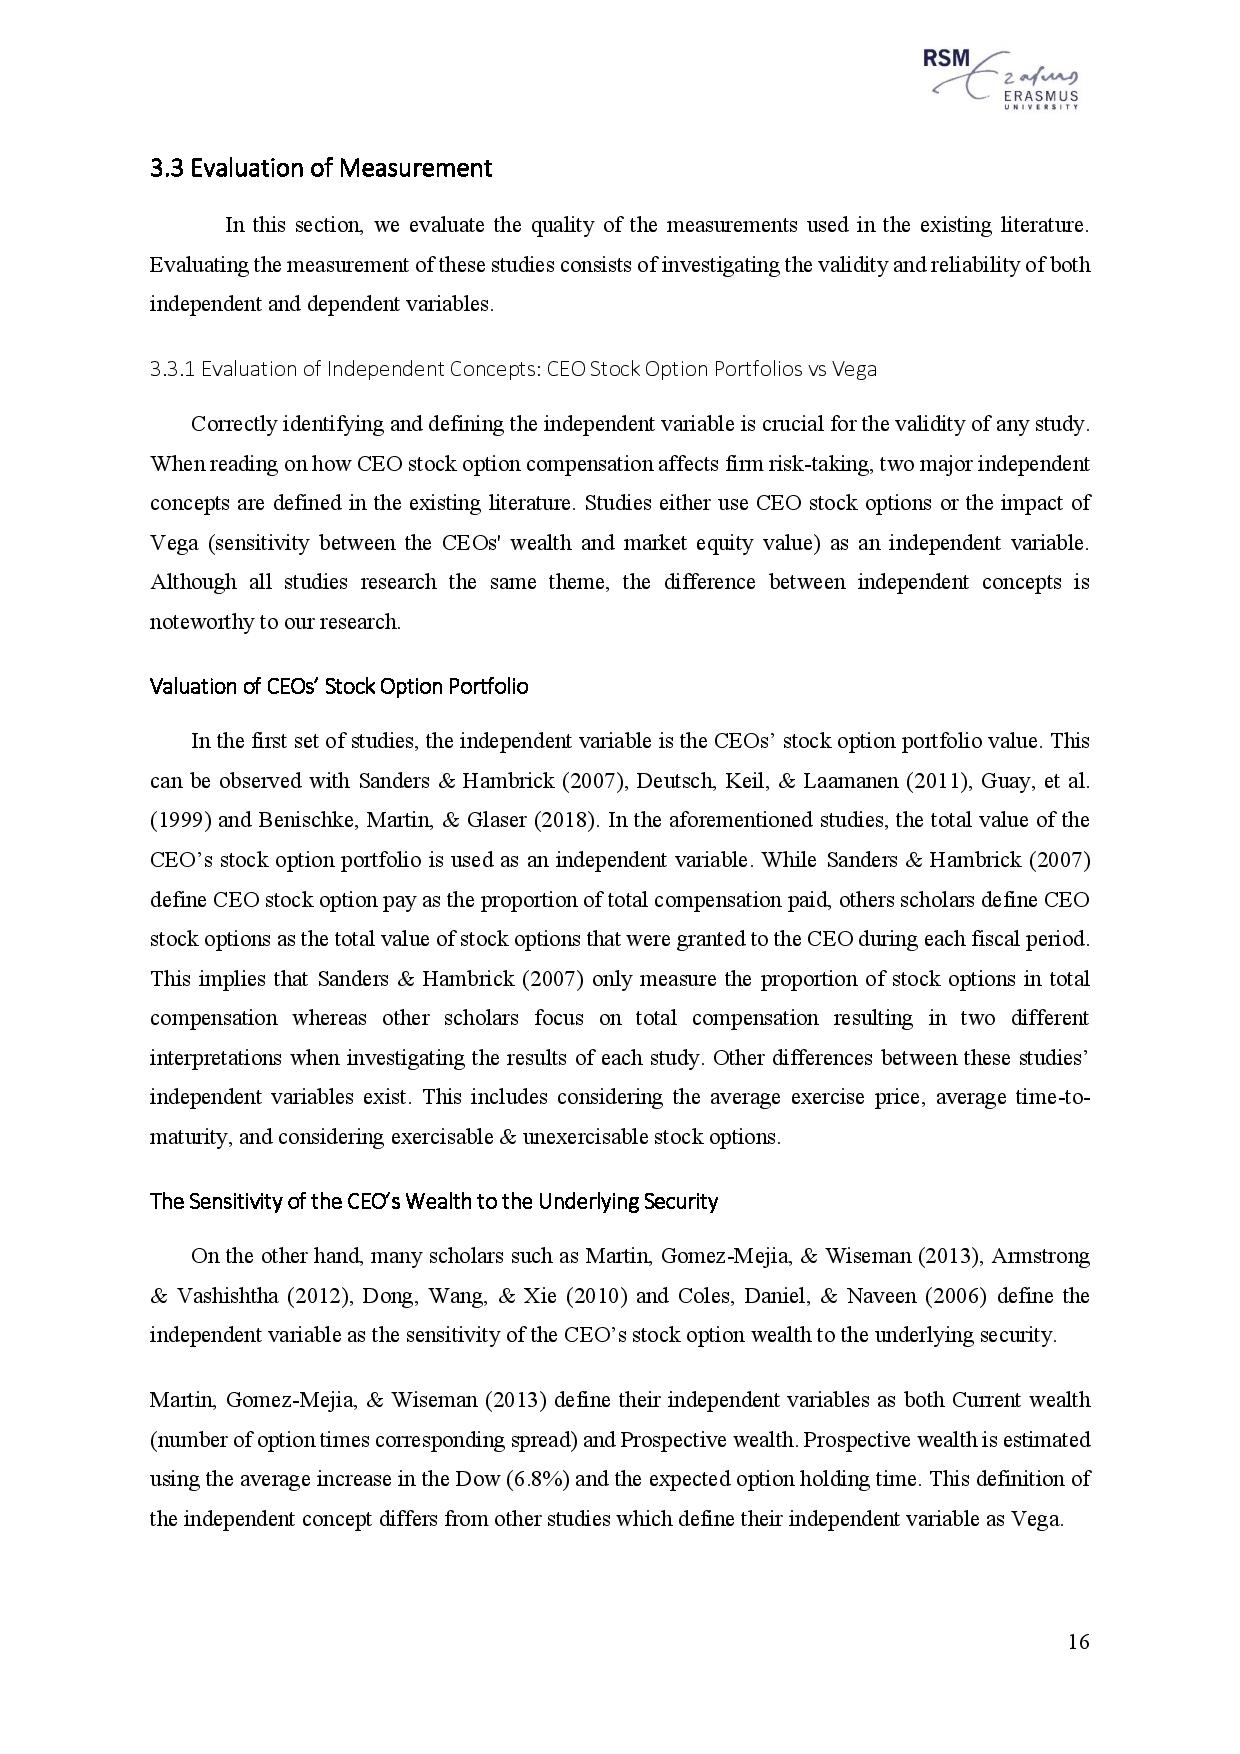 RSM
Erasmus
ERASMUS
UNIVERSITY
3.3 Evaluation of Measurement
In this section, we evaluate the quality of the measurements used in the existing literature.
Evaluating the measurement of these studies consists of investigating the validity and reliability of both
independent and dependent variables.
3.3.1 Evaluation of Independent Concepts: CEO Stock Option Portfolios vs Vega
Correctly identifying and defining the independent variable is crucial for the validity of any study.
When reading on how CEO stock option compensation affects firm risk-taking, two major independent
concepts are defined in the existing literature. Studies either use CEO stock options or the impact of
Vega (sensitivity between the CEOs' wealth and market equity value) as an independent variable.
Although all studies research the same theme, the difference between independent concepts is
noteworthy to our research.
Valuation of CEOs’ Stock Option Portfolio
In the first set of studies, the independent variable is the CEOs’ stock option portfolio value. This
can be observed with Sanders & Hambrick (2007), Deutsch, Keil, & Laamanen (2011), Guay, et al.
(1999) and Benischke, Martin, & Glaser (2018). In the aforementioned studies, the total value of the
CEO’s stock option portfolio is used as an independent variable. While Sanders & Hambrick (2007)
define CEO stock option pay as the proportion of total compensation paid, others scholars define CEO
stock options as the total value of stock options that were granted to the CEO during each fiscal period.
This implies that Sanders & Hambrick (2007) only measure the proportion of stock options in total
compensation whereas other scholars focus on total compensation resulting in two different
interpretations when investigating the results of each study. Other differences between these studies’
independent variables exist. This includes considering the average exercise price, average time-to-
maturity, and considering exercisable & unexercisable stock options.
The Sensitivity of the CEO’s Wealth to the Underlying Security
On the other hand, many scholars such as Martin, Gomez-Mejia, & Wiseman (2013), Armstrong
& Vashishtha (2012), Dong, Wang, & Xie (2010) and Coles, Daniel, & Naveen (2006) define the
independent variable as the sensitivity of the CEO’s stock option wealth to the underlying security.
Martin, Gomez-Mejia, & Wiseman (2013) define their independent variables as both Current wealth
(number of option times corresponding spread) and Prospective wealth. Prospective wealth is estimated
using the average increase in the Dow (6.8%) and the expected option holding time. This definition of
the independent concept differs from other studies which define their independent variable as Vega.
16